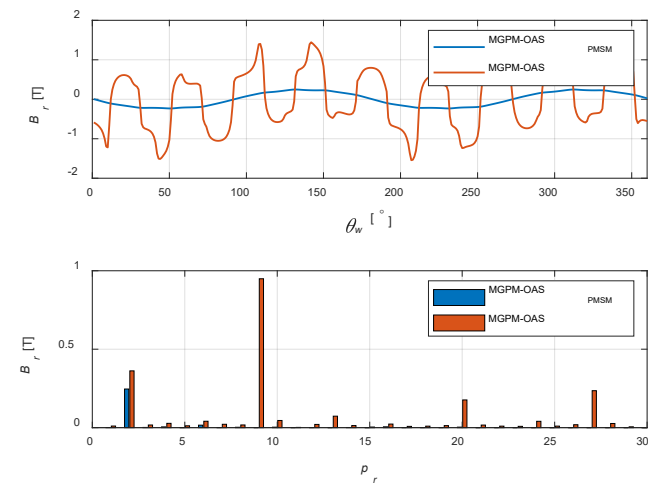 2
1
0
-1
-2
B r [T]
MGPM-OAS PMSM
MGPM-OAS
0 50 100 150 200 250 300 350
θw [°]
1
0.5
0
B r [T]
MGPM-OAS PMSM
MGPM-OAS
0 5 10 15 20 25 30
p r